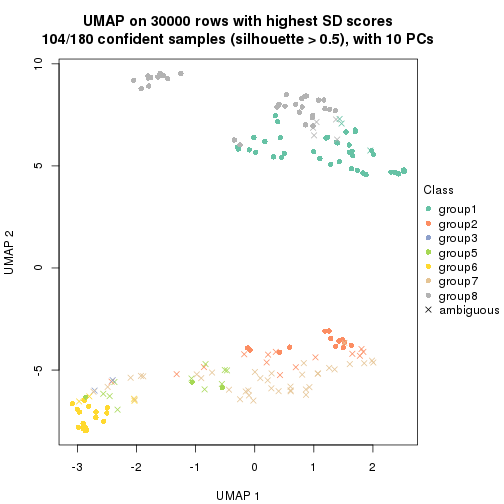 UMAP on 30000 rows with highest SD scores
104/180 confident samples (silhouette > 0.5), with 10 PCs
10
5
0
-5
UMAP 2
-3
-2
-1
0
1
2
UMAP 1
Class
group1
group2
group3
group5
group6
group7
group8
ambiguous